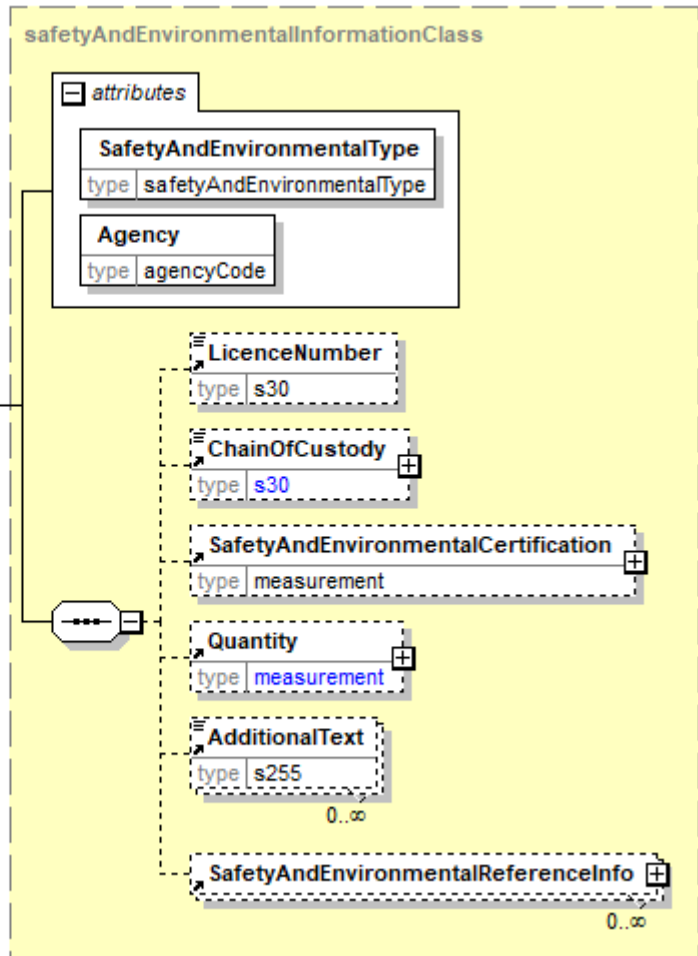 safetyAndEnvironmentalInformationClass
attributes
SafetyAndEnvironmentalType
type safetyAndEnvironmentalType
Agency
type agencyCode
LicenceNumber
type s30
ChainOfCustody
type s30
SafetyAndEnvironmentalCertification
type measurement
Quantity
type measurement
AdditionalText
type s255
0..∞
SafetyAndEnvironmentalReferenceInfo
0..∞